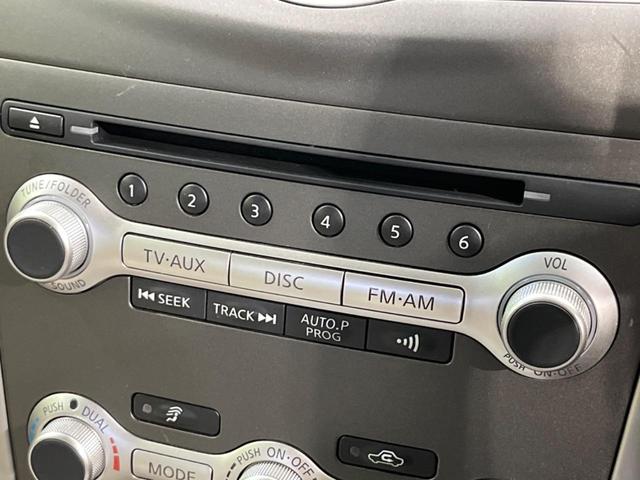 1 2 3 4 5 6
TUNE/FOLDER
SOUND
TV·AUX DISC FM·AM
VOL
PUSH ON·OFF
SEEK TRACK AUTO.P
PROG
PUSH DUAL
MODE
PUSH ON·OFF